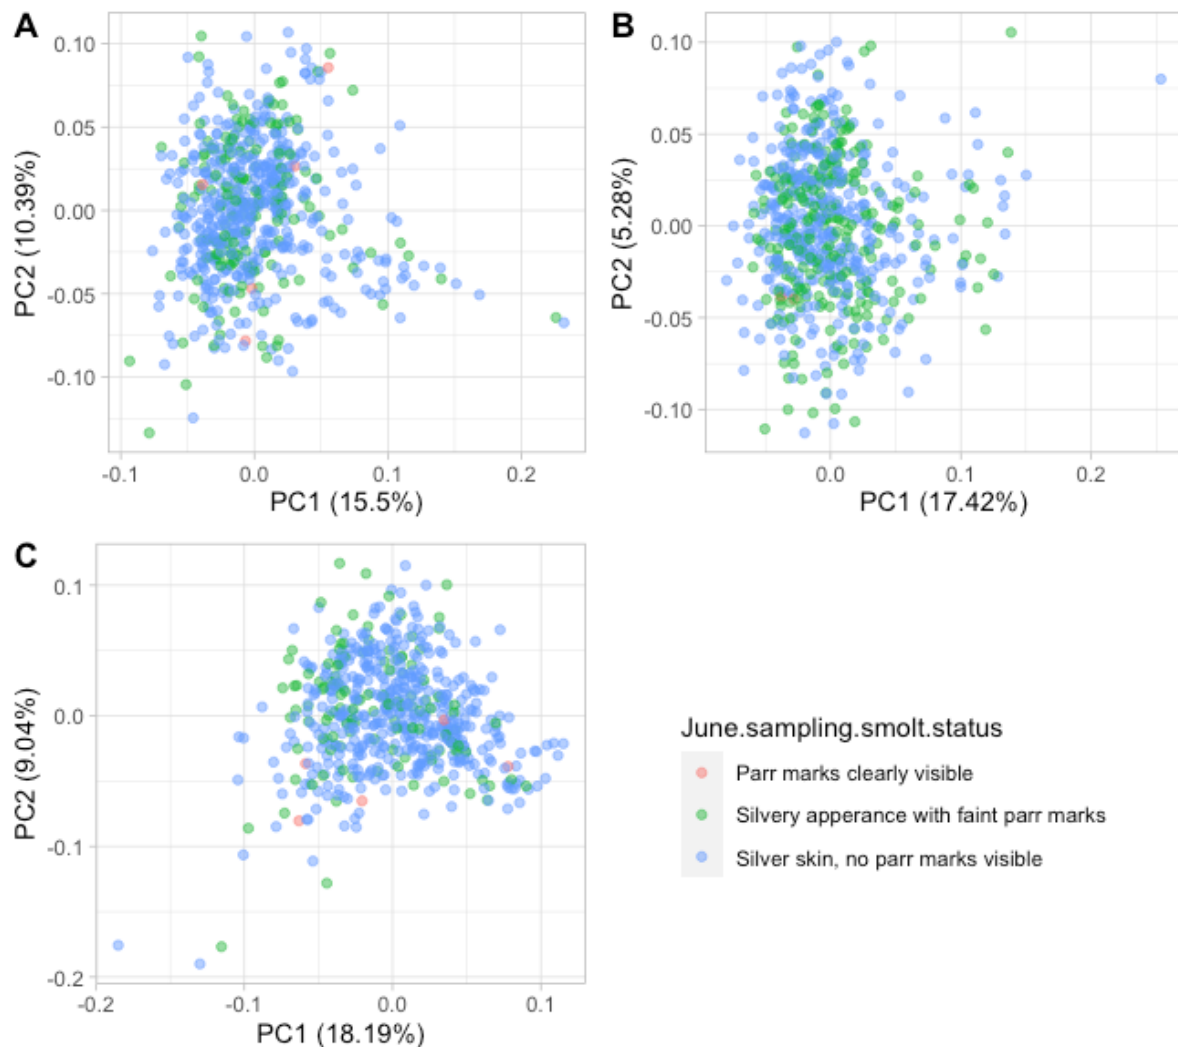 A
0.10
0.05
0.00
-0.05
-0.10
PC2 (10.39%)
-0.1
0.0
0.1
0.2
PC1 (15.5%)
B
0.10
0.05
0.00
-0.05
-0.10
PC2 (5.28%)
0.0
0.1
0.2
PC1 (17.42%)
C
0.1
0.0
-0.1
-0.2
PC2 (9.04%)
-0.2
-0.1
0.0
0.1
PC1 (18.19%)
June.sampling.smolt.status
Parr marks clearly visible
Silvery apperance with faint parr marks
Silver skin, no parr marks visible